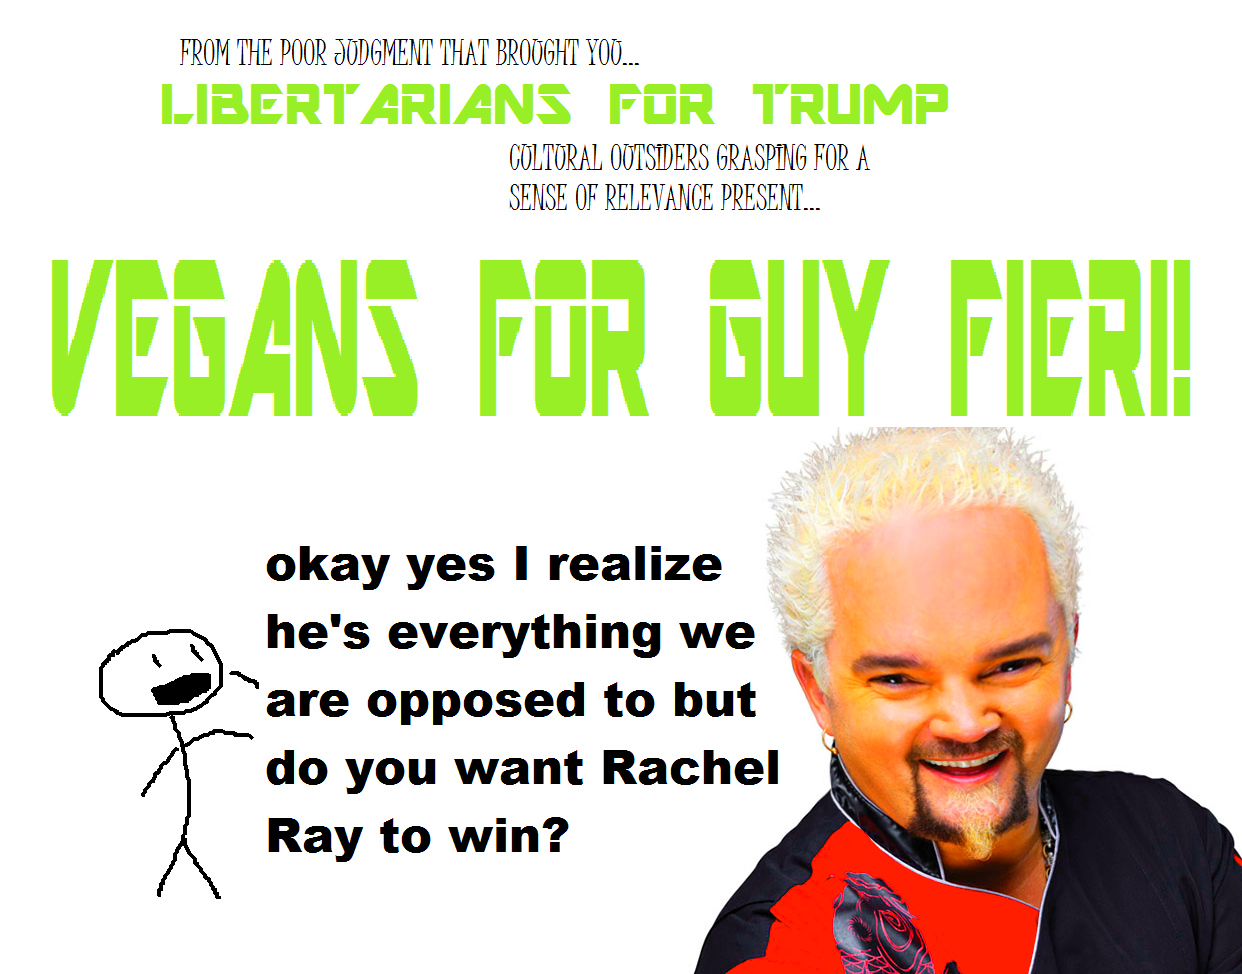 FROM THE POOR JUDGMENT THAT BROUGHT YOU...
LIBERTARIANS FOR TRUMP
CULTURAL OUTSIDERS GRASPING FOR A
SENSE OF RELEVANCE PRESENT...
VEGANS FOR GUY FIERI!
okay yes I realize
he's everything we
are opposed to but
do you want Rachel
Ray to win?